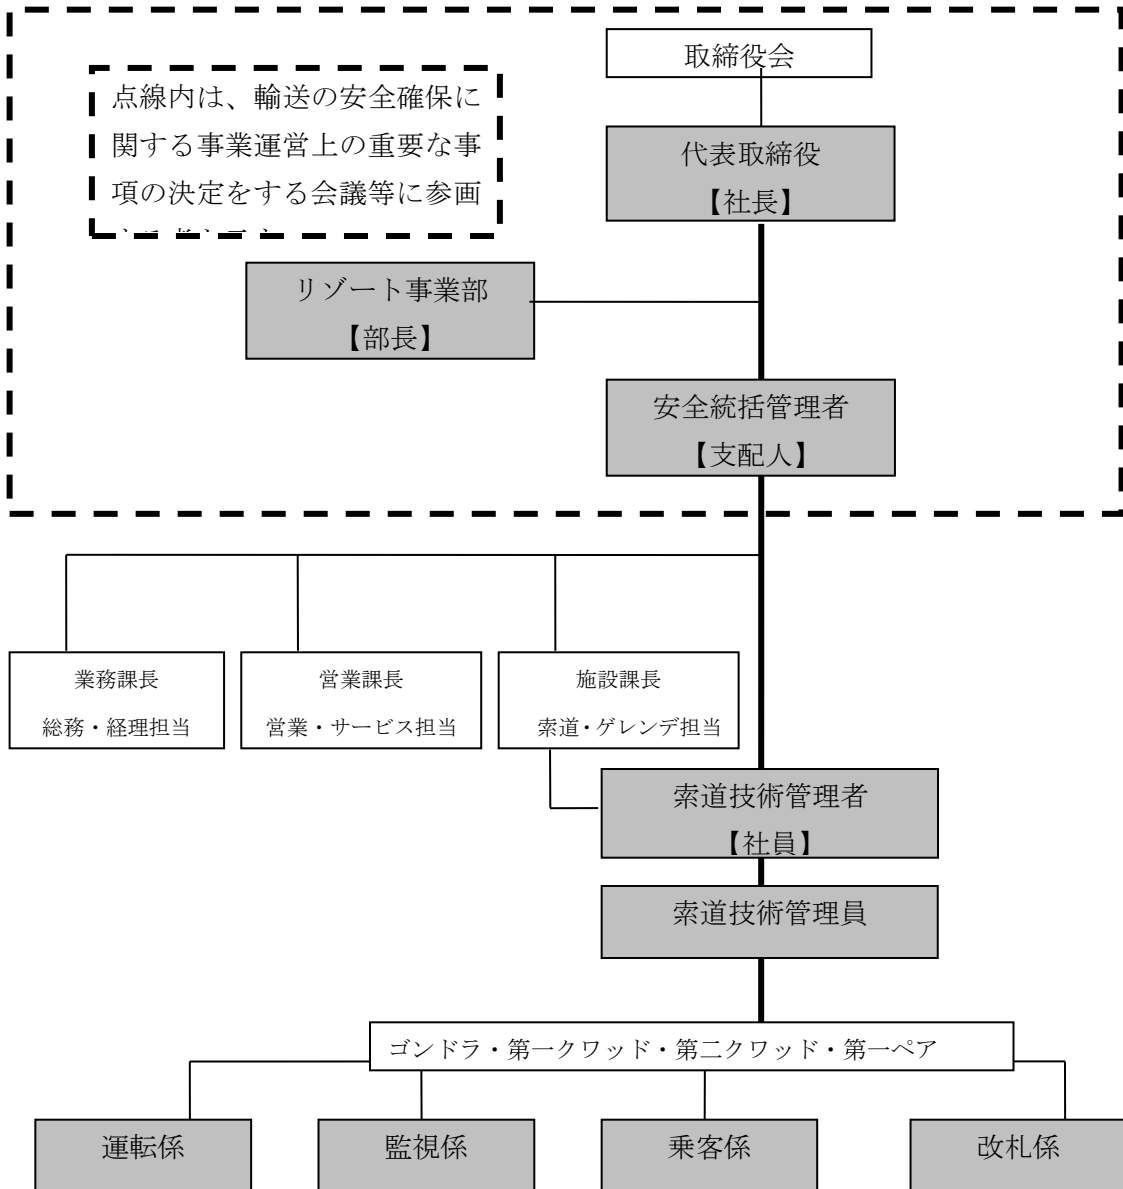 取締役会
点線内は、輸送の安全確保に
関する事業運営上の重要な事
項の決定をする会議等に参画
代表取締役
【社長】
リゾート事業部
【部長】
安全統括管理者
【支配人】
業務課長
総務・経理担当
営業課長
営業・サービス担当
施設課長
索道・ゲレンデ担当
索道技術管理者
【社員】
索道技術管理員
ゴンドラ・第一クワッド・第二クワッド・第一ペア
運転係
監視係
乗客係
改札係